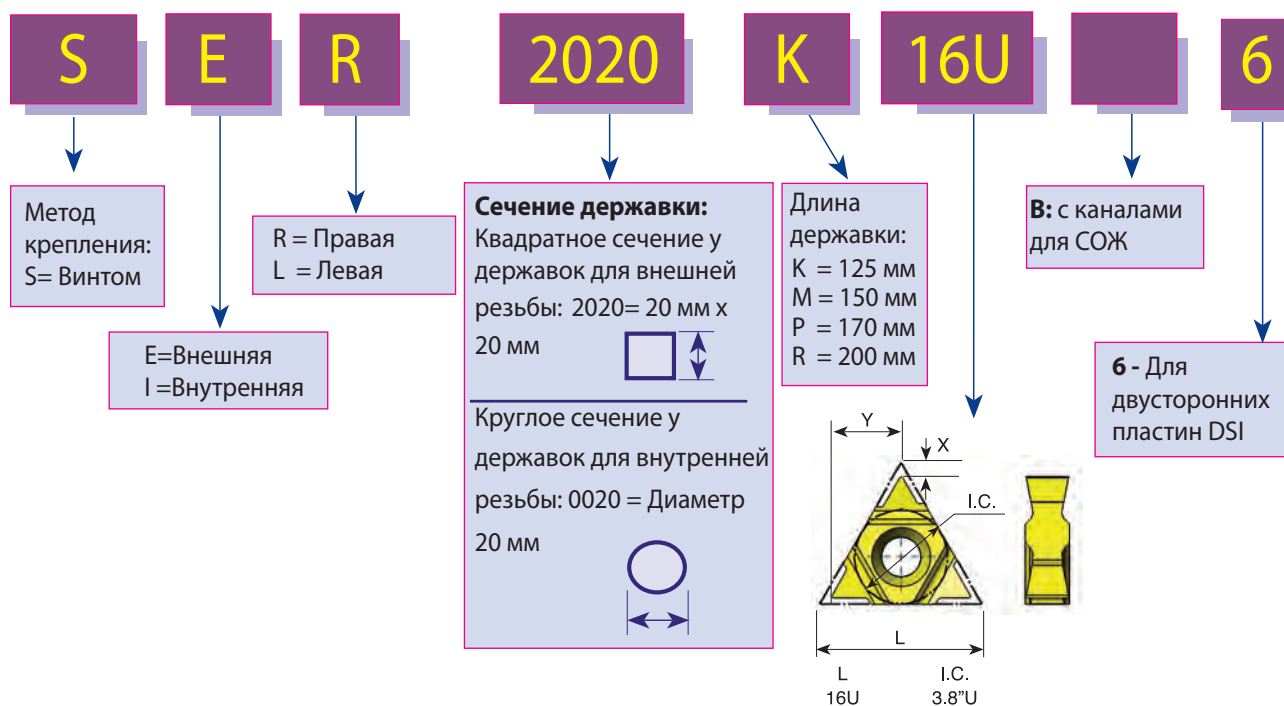 S E R 2020 K 16U 6
Метод
крепления:
S= Винтом
E=Внешняя
I =Внутренняя
R = Правая
L = Левая
Сечение державки:
Квадратное сечение у
державок для внешней
резьбы: 2020= 20 мм x
20 мм
Круглое сечение у
державок для внутренней
резьбы: 0020 = Диаметр
20 мм
Длина
державки:
K = 125 мм
M = 150 мм
P = 170 мм
R = 200 мм
Y
X
I.C.
L
L I.C.
16U 3.8”U
B: с каналами
для СОЖ
6 - Для
двусторонних
пластин DSI